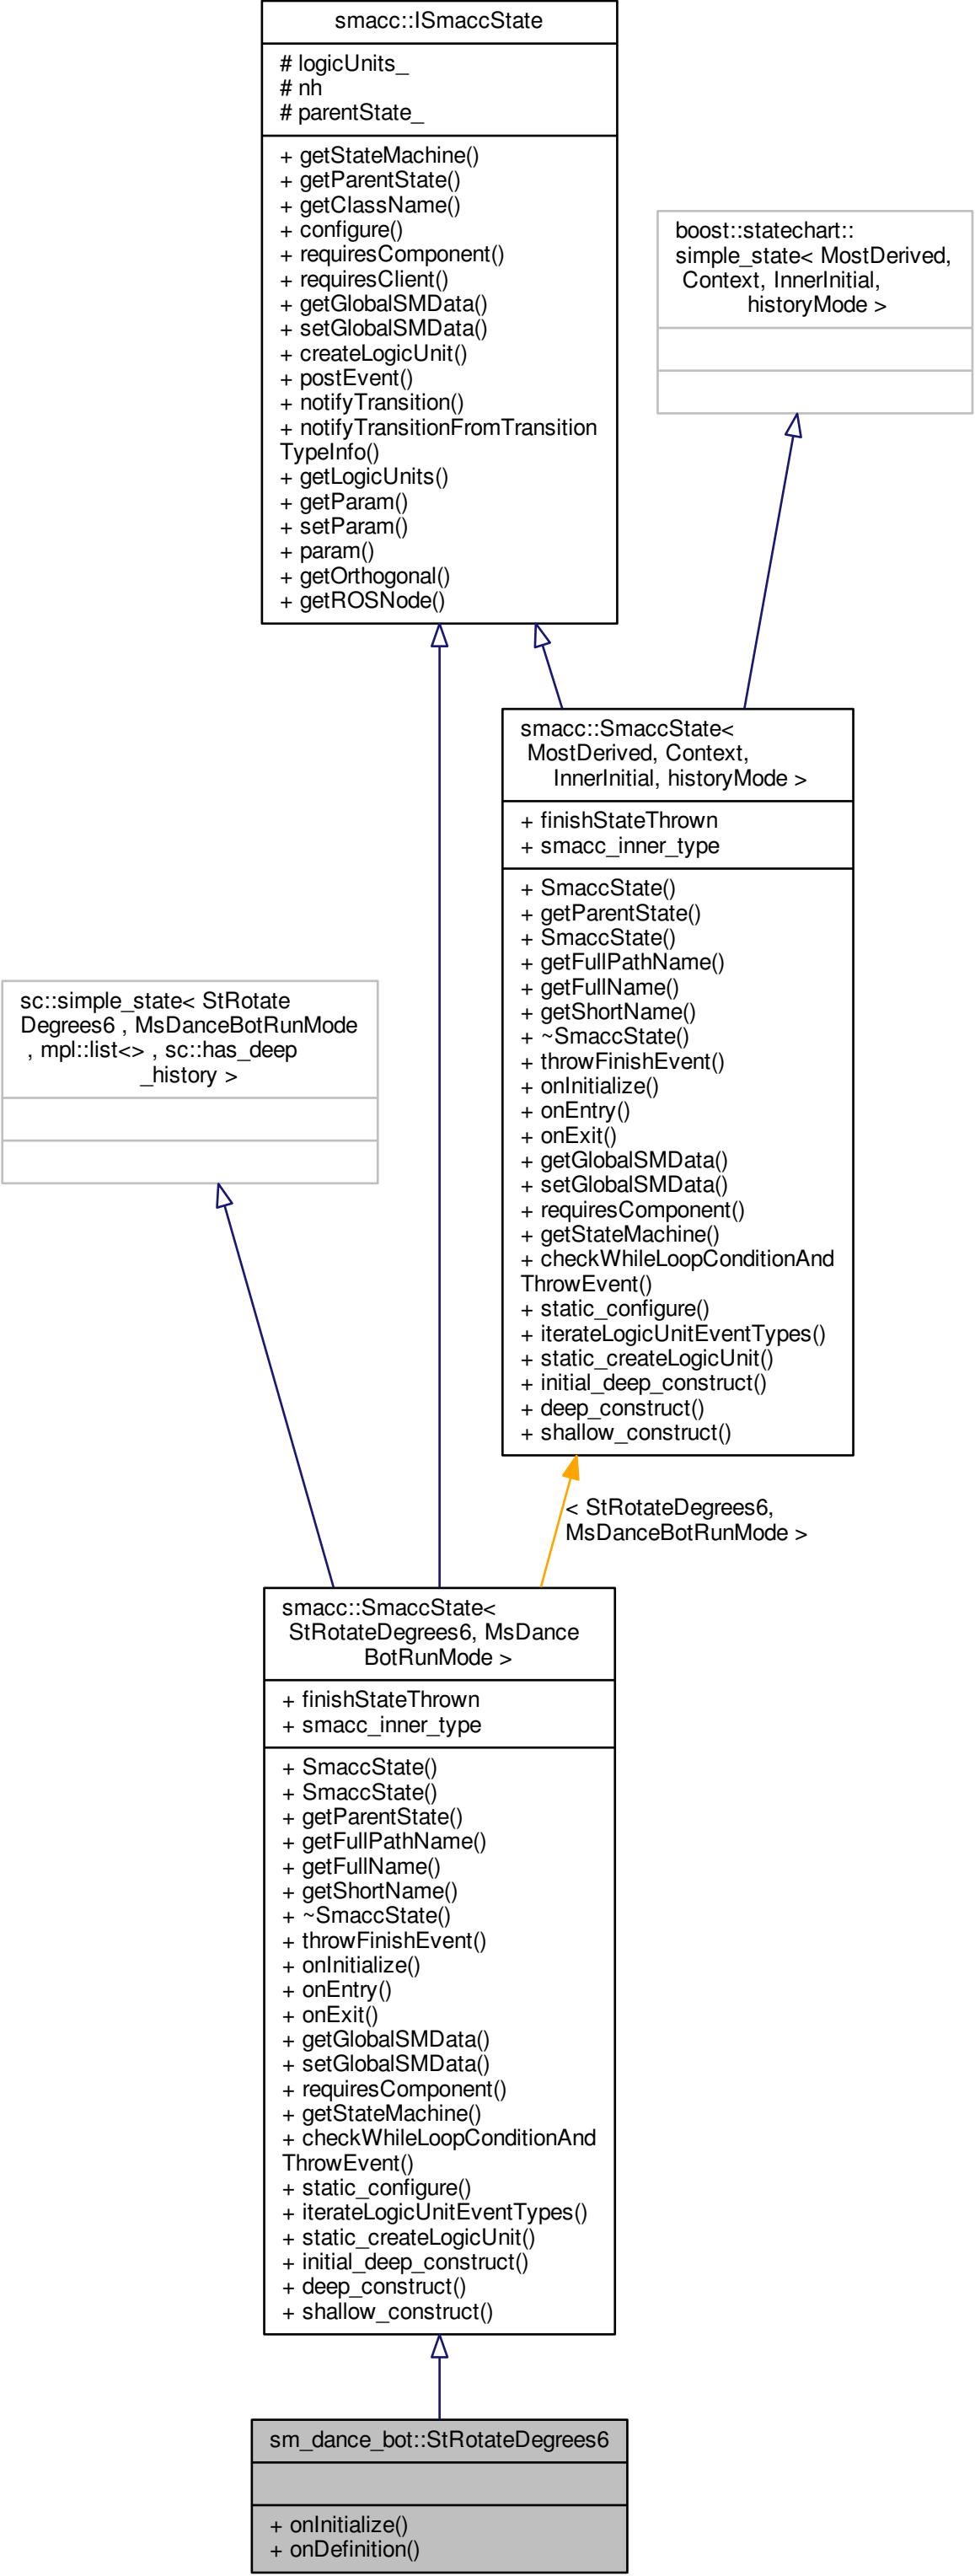 smacc::ISmaccState
# logicUnits_
# nh
# parentState_
+ getStateMachine()
+ getParentState()
+ getClassName()
+ configure()
+ requiresComponent()
+ requiresClient()
+ getGlobalSMData()
+ setGlobalSMData()
+ createLogicUnit()
+ postEvent()
+ notifyTransition()
+ notifyTransitionFromTransition
TypeInfo()
+ getLogicUnits()
+ getParam()
+ setParam()
+ param()
+ getOrthogonal()
+ getROSNode()
boost::statechart::
simple_state< MostDerived,
Context, InnerInitial,
historyMode >
smacc::SmaccState<
MostDerived, Context,
InnerInitial, historyMode >
+ finishStateThrown
+ smacc_inner_type
+ SmaccState()
+ getParentState()
+ SmaccState()
+ getFullPathName()
+ getFullName()
+ getShortName()
+ ~SmaccState()
+ throwFinishEvent()
+ onInitialize()
+ onEntry()
+ onExit()
+ getGlobalSMData()
+ setGlobalSMData()
+ requiresComponent()
+ getStateMachine()
+ checkWhileLoopConditionAnd
ThrowEvent()
+ static_configure()
+ iterateLogicUnitEventTypes()
+ static_createLogicUnit()
+ initial_deep_construct()
+ deep_construct()
+ shallow_construct()
sc::simple_state< StRotate
Degrees6 , MsDanceBotRunMode
, mpl::list<> , sc::has_deep
_history >
< StRotateDegrees6,
MsDanceBotRunMode >
smacc::SmaccState<
StRotateDegrees6, MsDance
BotRunMode >
+ finishStateThrown
+ smacc_inner_type
+ SmaccState()
+ SmaccState()
+ getParentState()
+ getFullPathName()
+ getFullName()
+ getShortName()
+ ~SmaccState()
+ throwFinishEvent()
+ onInitialize()
+ onEntry()
+ onExit()
+ getGlobalSMData()
+ setGlobalSMData()
+ requiresComponent()
+ getStateMachine()
+ checkWhileLoopConditionAnd
ThrowEvent()
+ static_configure()
+ iterateLogicUnitEventTypes()
+ static_createLogicUnit()
+ initial_deep_construct()
+ deep_construct()
+ shallow_construct()
sm_dance_bot::StRotateDegrees6
+ onInitialize()
+ onDefinition()